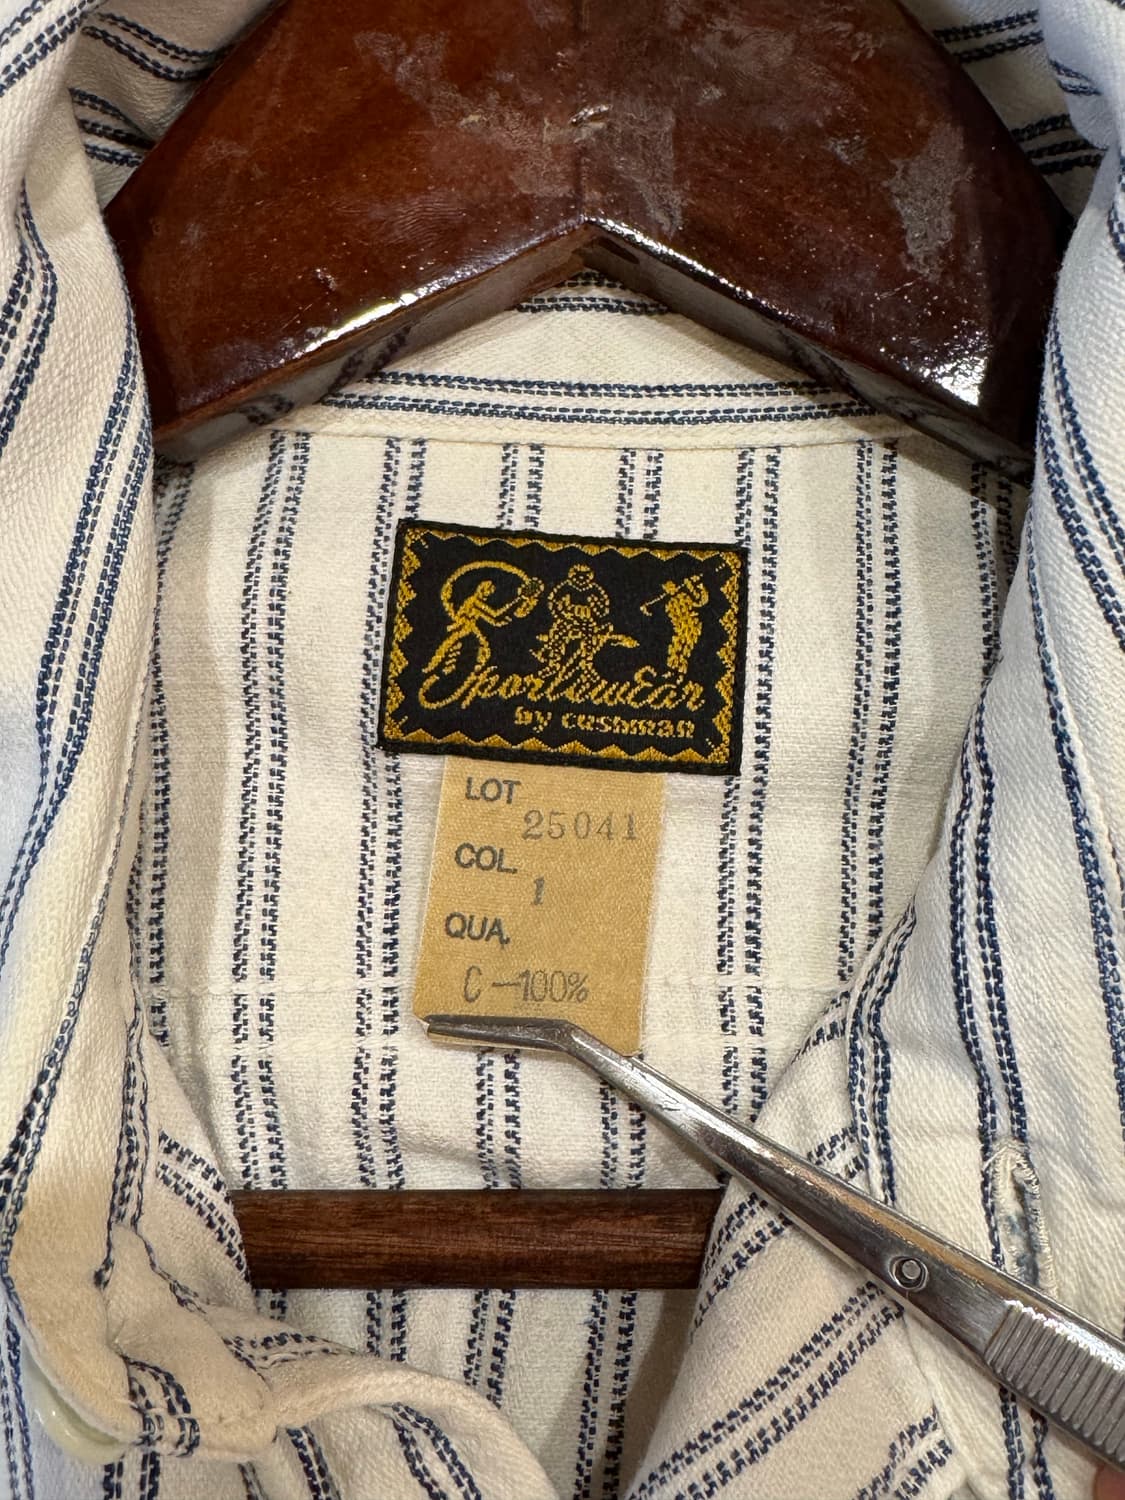 SportswEar
by cushman
LOT
25041
COL.
1
QUA.
C-100%